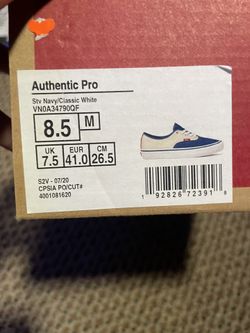 Authentic Pro
Stv Navy/Classic White
VN0A34790QF
8.5 M
UK EUR CM
7.5 41.0 26.5
S2V - 07/20
CPSIA PO/CUT#
4001081620
1 92826 72391 8